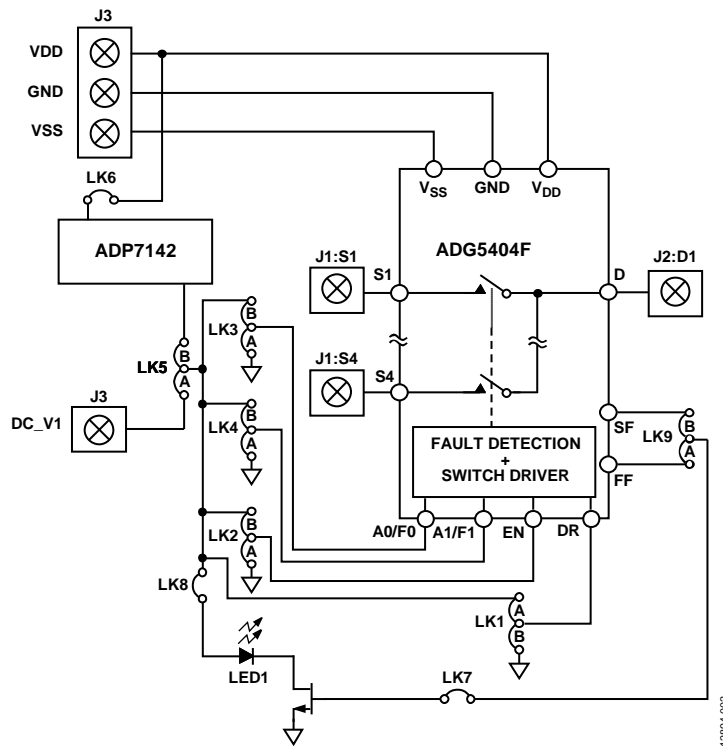 J3
VDD
GND
VSS
LK6
ADP7142
VSS
GND
VDD
ADG5404F
J1:S1
S1
D
J2:D1
B
LK3
A
B
LK5
A
J1:S4
S4
J3
DC_V1
B
LK4
A
FAULT DETECTION
+
SWITCH DRIVER
SF
B
LK9
A
FF
A0/F0
A1/F1
EN
DR
B
LK2
A
LK8
A
LK1
B
LED1
LK7